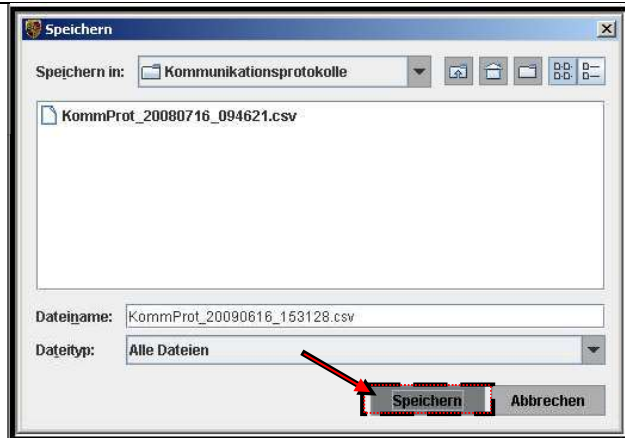 Speichern
Speichern in: Kommunikationsprotokolle
KommProt_20080716_094621.csv
Dateiname: KommProt_20090616_153128.csv
Dateityp: Alle Dateien
Speichern Abbrechen